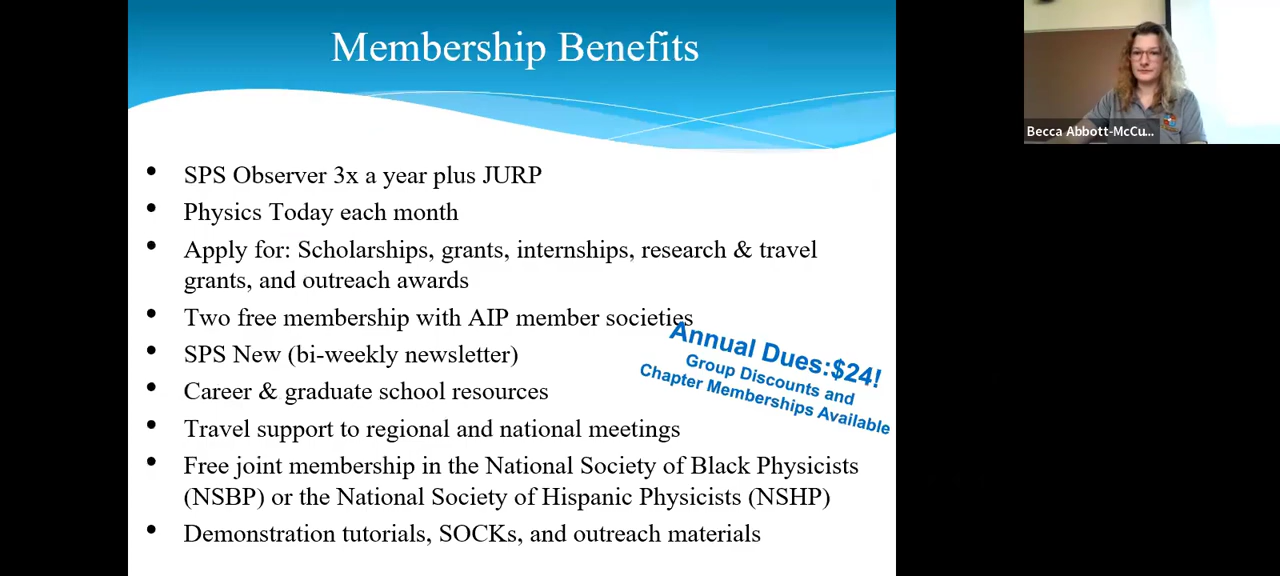 Membership Benefits
Becca Abbott-McCu...
• SPS Observer 3x a year plus JURP
• Physics Today each month
• Apply for: Scholarships, grants, internships, research & travel
grants, and outreach awards
• Two free membership with AIP member societies
• SPS New (bi-weekly newsletter)
• Career & graduate school resources
• Travel support to regional and national meetings
• Free joint membership in the National Society of Black Physicists
(NSBP) or the National Society of Hispanic Physicists (NSHP)
• Demonstration tutorials, SOCKs, and outreach materials
Annual Dues:$24!
Group Discounts and
Chapter Memberships Available